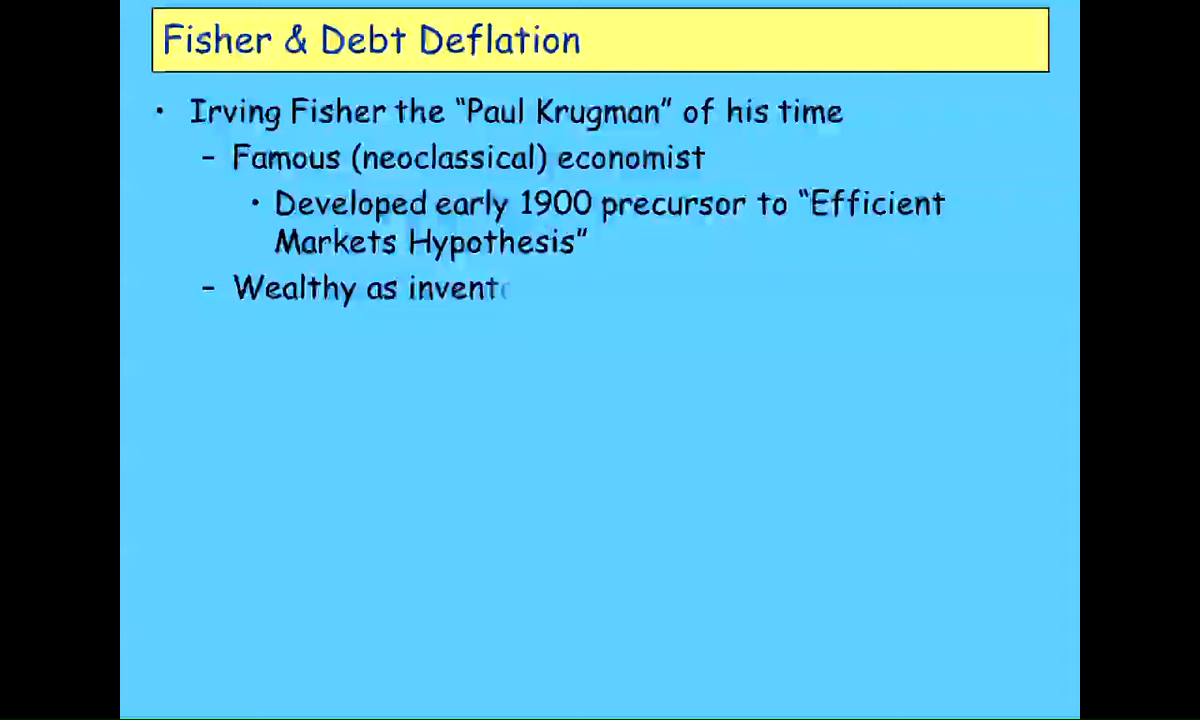 Fisher & Debt Deflation
• Irving Fisher the “Paul Krugman” of his time
– Famous (neoclassical) economist
• Developed early 1900 precursor to “Efficient
Markets Hypothesis”
– Wealthy as